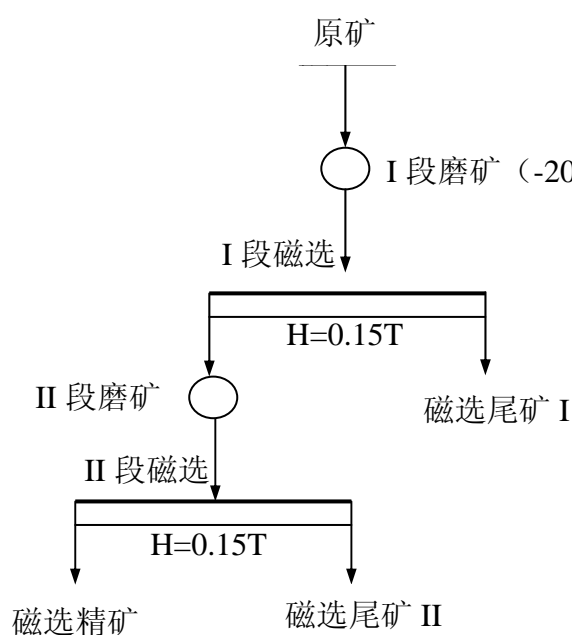 原矿
I 段磨矿（-20
I 段磁选
H=0.15T
II 段磨矿
磁选尾矿 I
II 段磁选
H=0.15T
磁选精矿
磁选尾矿 II